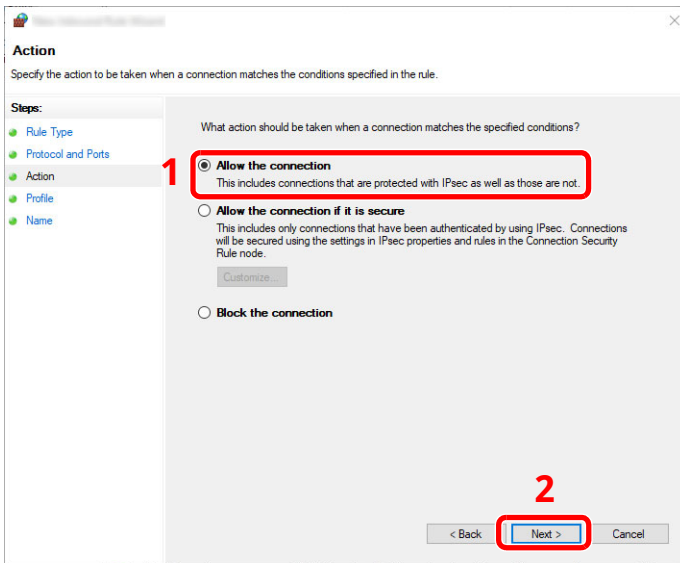 Action
Specify the action to be taken when a connection matches the conditions specified in the rule.
Steps:
Rule Type
Protocol and Ports
Action
Profile
Name
What action should be taken when a connection matches the specified conditions?
1
Allow the connection
This includes connections that are protected with IPsec as well as those are not.
Allow the connection if it is secure
This includes only connections that have been authenticated by using IPsec. Connections
will be secured using the settings in IPsec properties and rules in the Connection Security
Rule node.
Customize...
Block the connection
2
< Back
Next >
Cancel